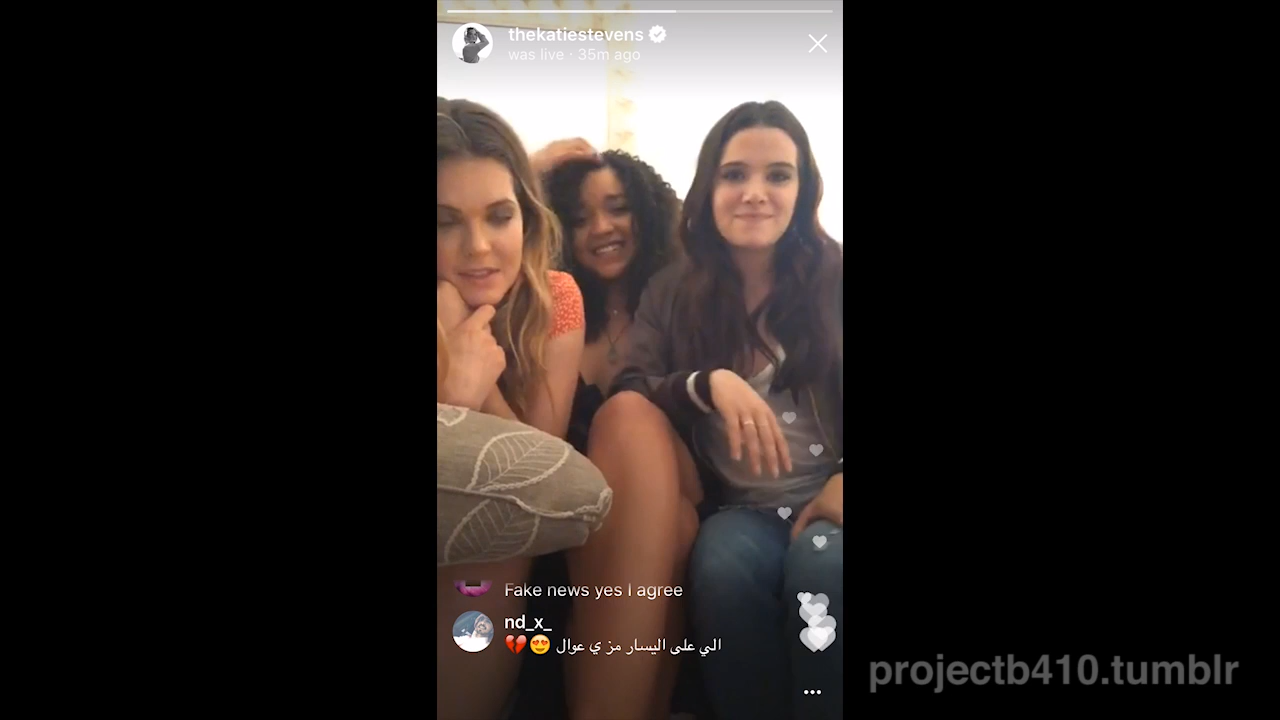 thekatiestevens
was live · 35m ago
Fake news yes I agree
nd_x_
الي على اليسار مز ي عوال 😍 💔
projectb410.tumblr